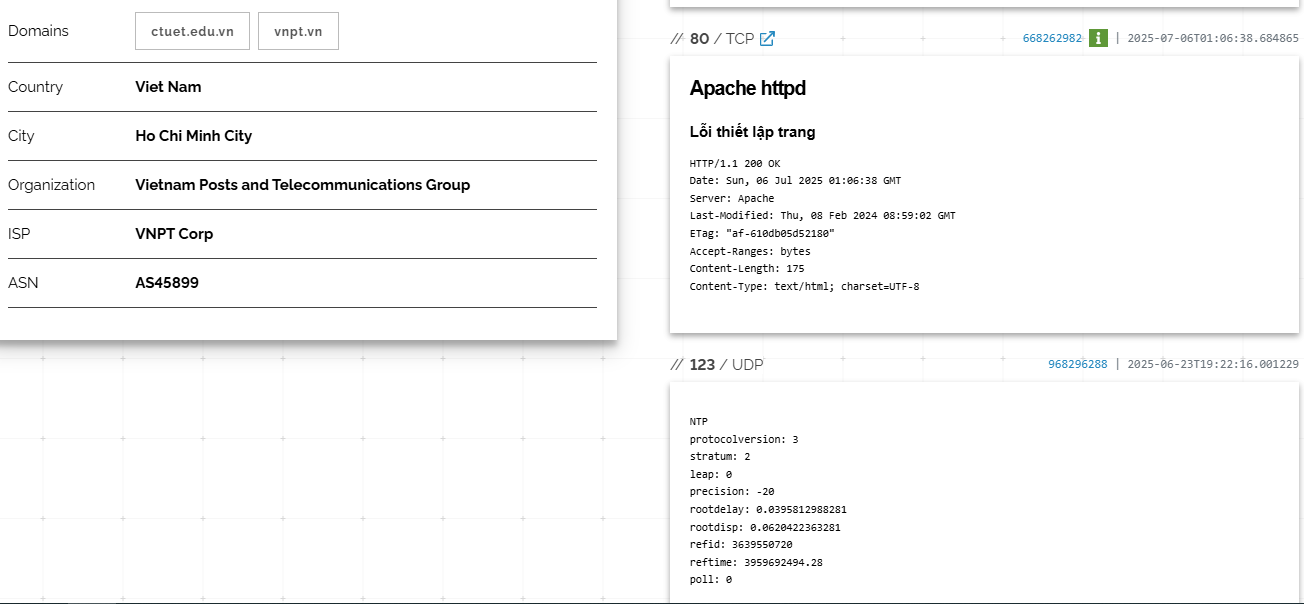 Domains
ctuet.edu.vn
vnpt.vn
Country Viet Nam
City Ho Chi Minh City
Organization Vietnam Posts and Telecommunications Group
ISP VNPT Corp
ASN AS45899
// 80 / TCP
668262982 | 2025-07-06T01:06:38.684865
Apache httpd
Lỗi thiết lập trang
HTTP/1.1 200 OK
Date: Sun, 06 Jul 2025 01:06:38 GMT
Server: Apache
Last-Modified: Thu, 08 Feb 2024 08:59:02 GMT
ETag: "af-610db05d52180"
Accept-Ranges: bytes
Content-Length: 175
Content-Type: text/html; charset=UTF-8
// 123 / UDP
968296288 | 2025-06-23T19:22:16.001229
NTP
protocolversion: 3
stratum: 2
leap: 0
precision: -20
rootdelay: 0.0395812988281
rootdisp: 0.0620422363281
refid: 3639550720
reftime: 3959692494.28
poll: 0